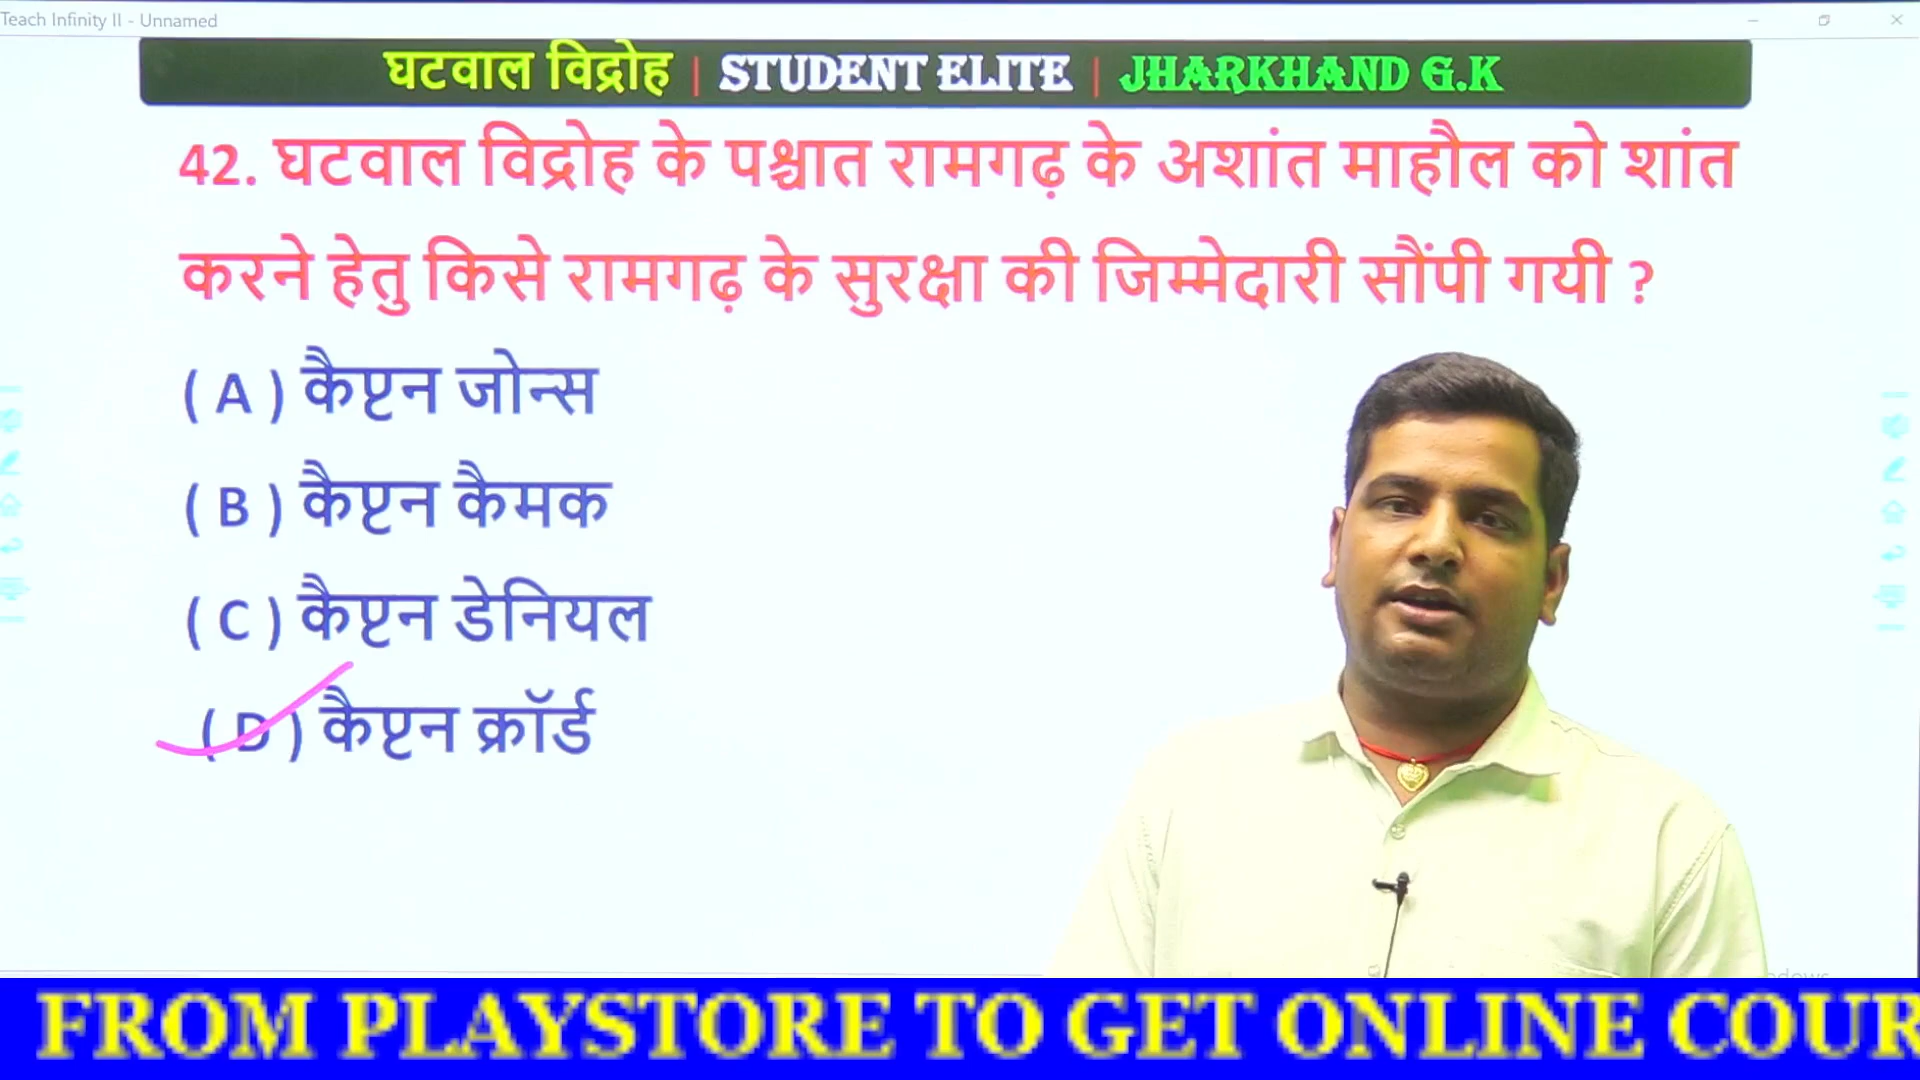 Teach Infinity II - Unnamed
घटवाल विद्रोह | STUDENT ELITE | JHARKHAND G.K
42. घटवाल विद्रोह के पश्चात रामगढ़ के अशांत माहौल को शांत
करने हेतु किसे रामगढ़ के सुरक्षा की जिम्मेदारी सौंपी गयी ?
( A ) कैप्टन जोन्स
( B ) कैप्टन कैमक
( C ) कैप्टन डेनियल
( D ) कैप्टन क्रॉर्ड
FROM PLAYSTORE TO GET ONLINE COUR